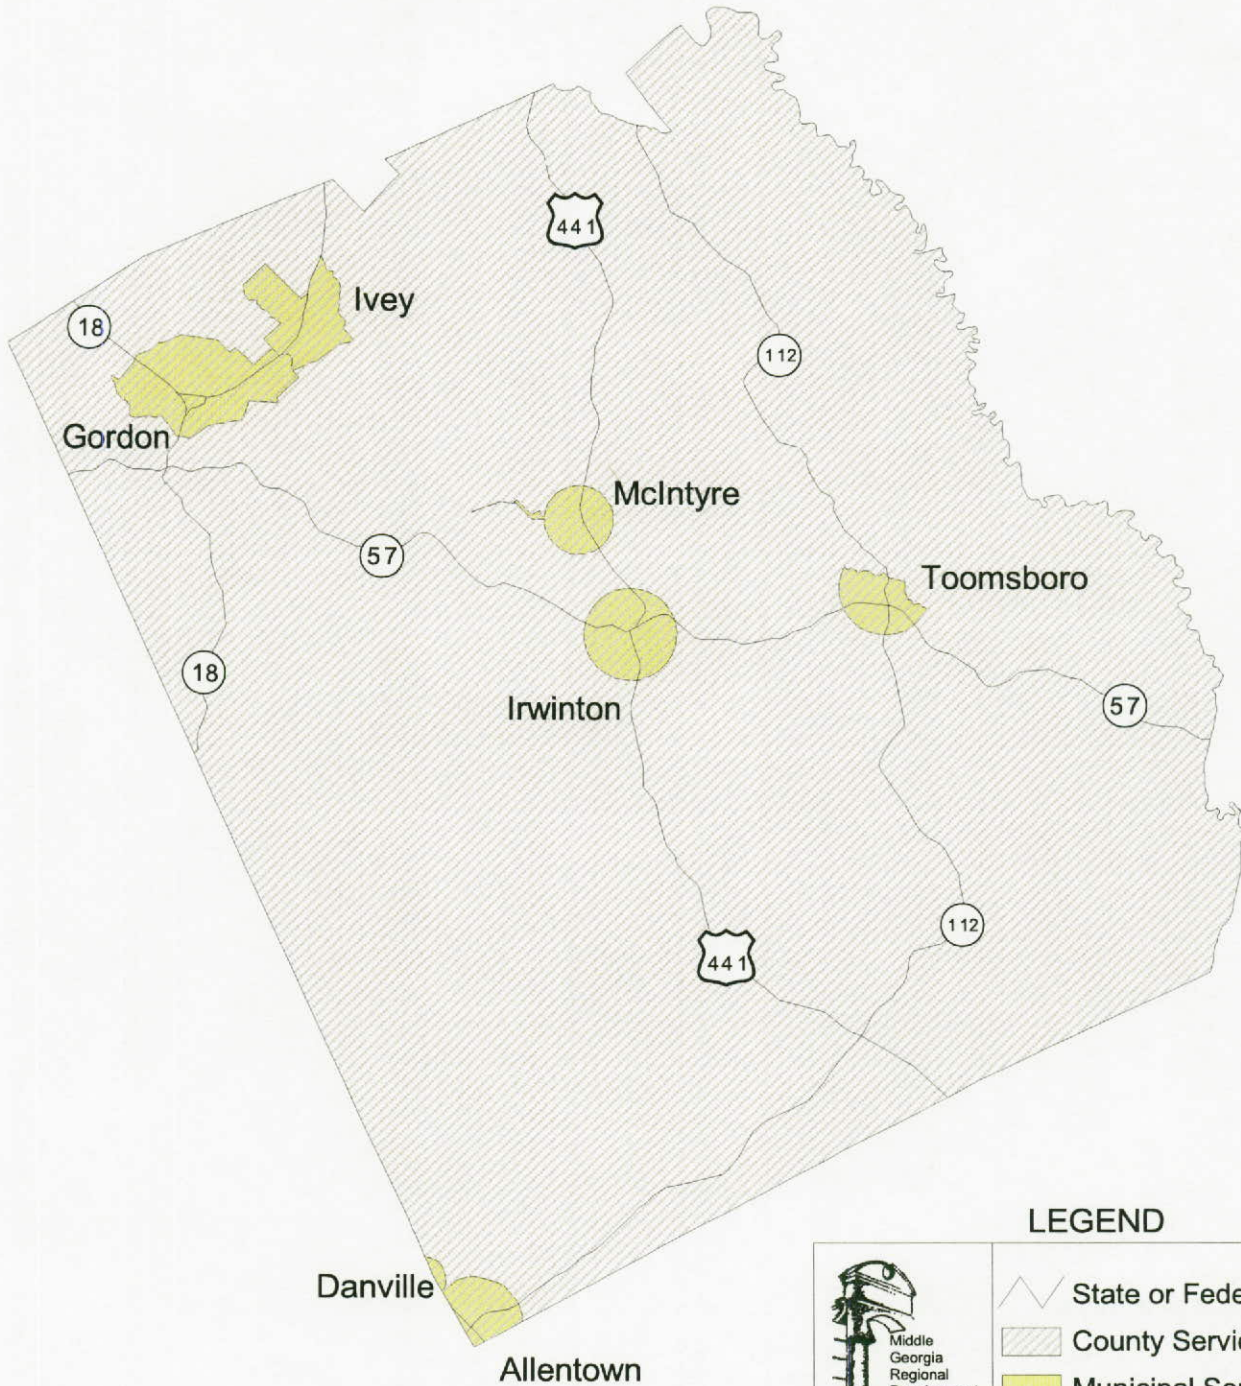 441
Ivey
18
112
Gordon
McIntyre
57
Toomsboro
18
Irwinton
57
112
441
LEGEND
Danville
State or Fede
Middle
Georgia
Regional
County Servic
Allentown